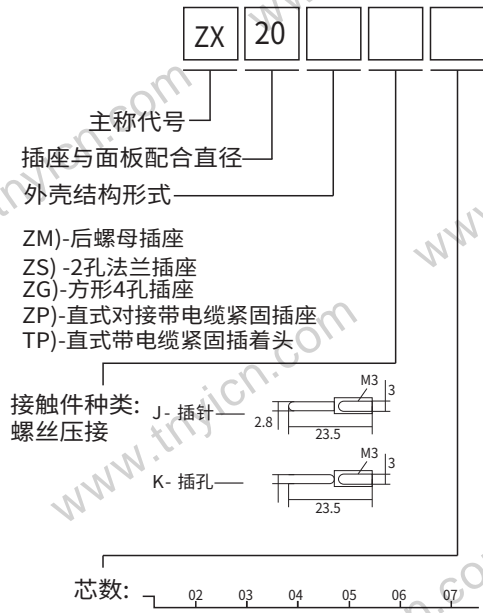 ZX 20
主称代号
插座与面板配合直径
外壳结构形式
ZM)-后螺母插座
ZS) -2孔法兰插座
ZG)-方形4孔插座
ZP)-直式对接带电缆紧固插座
TP)-直式带电缆紧固插着头
接触件种类:
螺丝压接
J- 插针
2.8
23.5
M3
3
K- 插孔
23.5
M3
3
芯数:
02 03 04 05 06 07
www.tnyicn.com